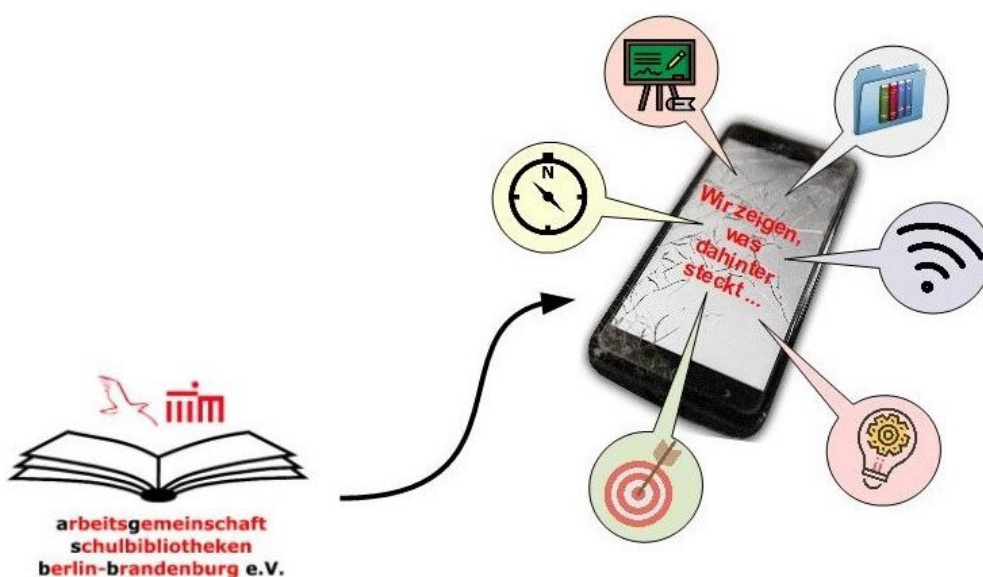 N
Wir zeigen,
was
dahinter
steckt ...
arbeitsgemeinschaft
schulbibliotheken
berlin-brandenburg e.V.